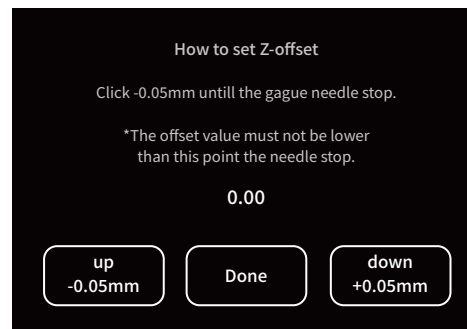 How to set Z-offset
Click -0.05mm untill the gague needle stop.
*The offset value must not be lower
than this point the needle stop.
0.00
up
-0.05mm
Done
down
+0.05mm